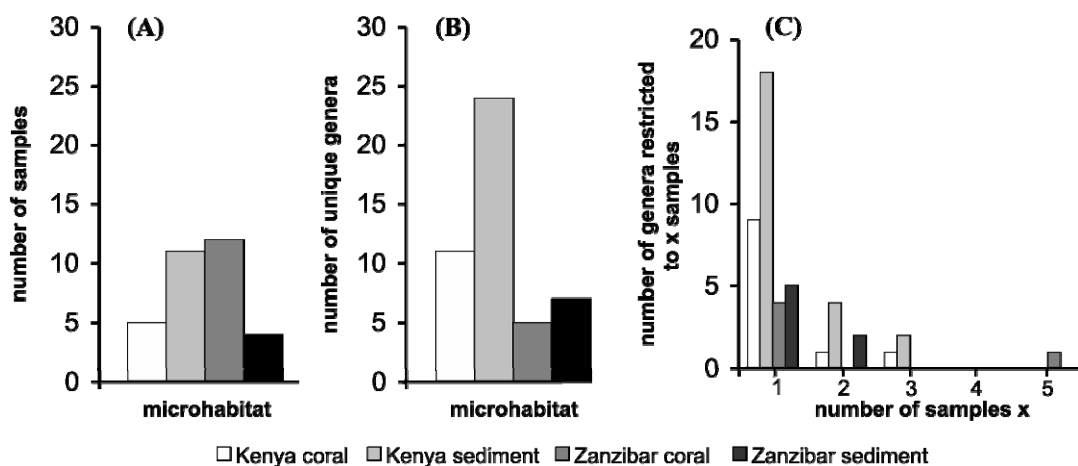 (A)
30
25
20
15
10
5
0
number of samples
microhabitat
(B)
30
25
20
15
10
5
0
number of unique genera
microhabitat
(C)
20
15
10
5
0
number of genera restricted
to x samples
1 2 3 4 5
number of samples x
Kenya coral Kenya sediment Zanzibar coral Zanzibar sediment